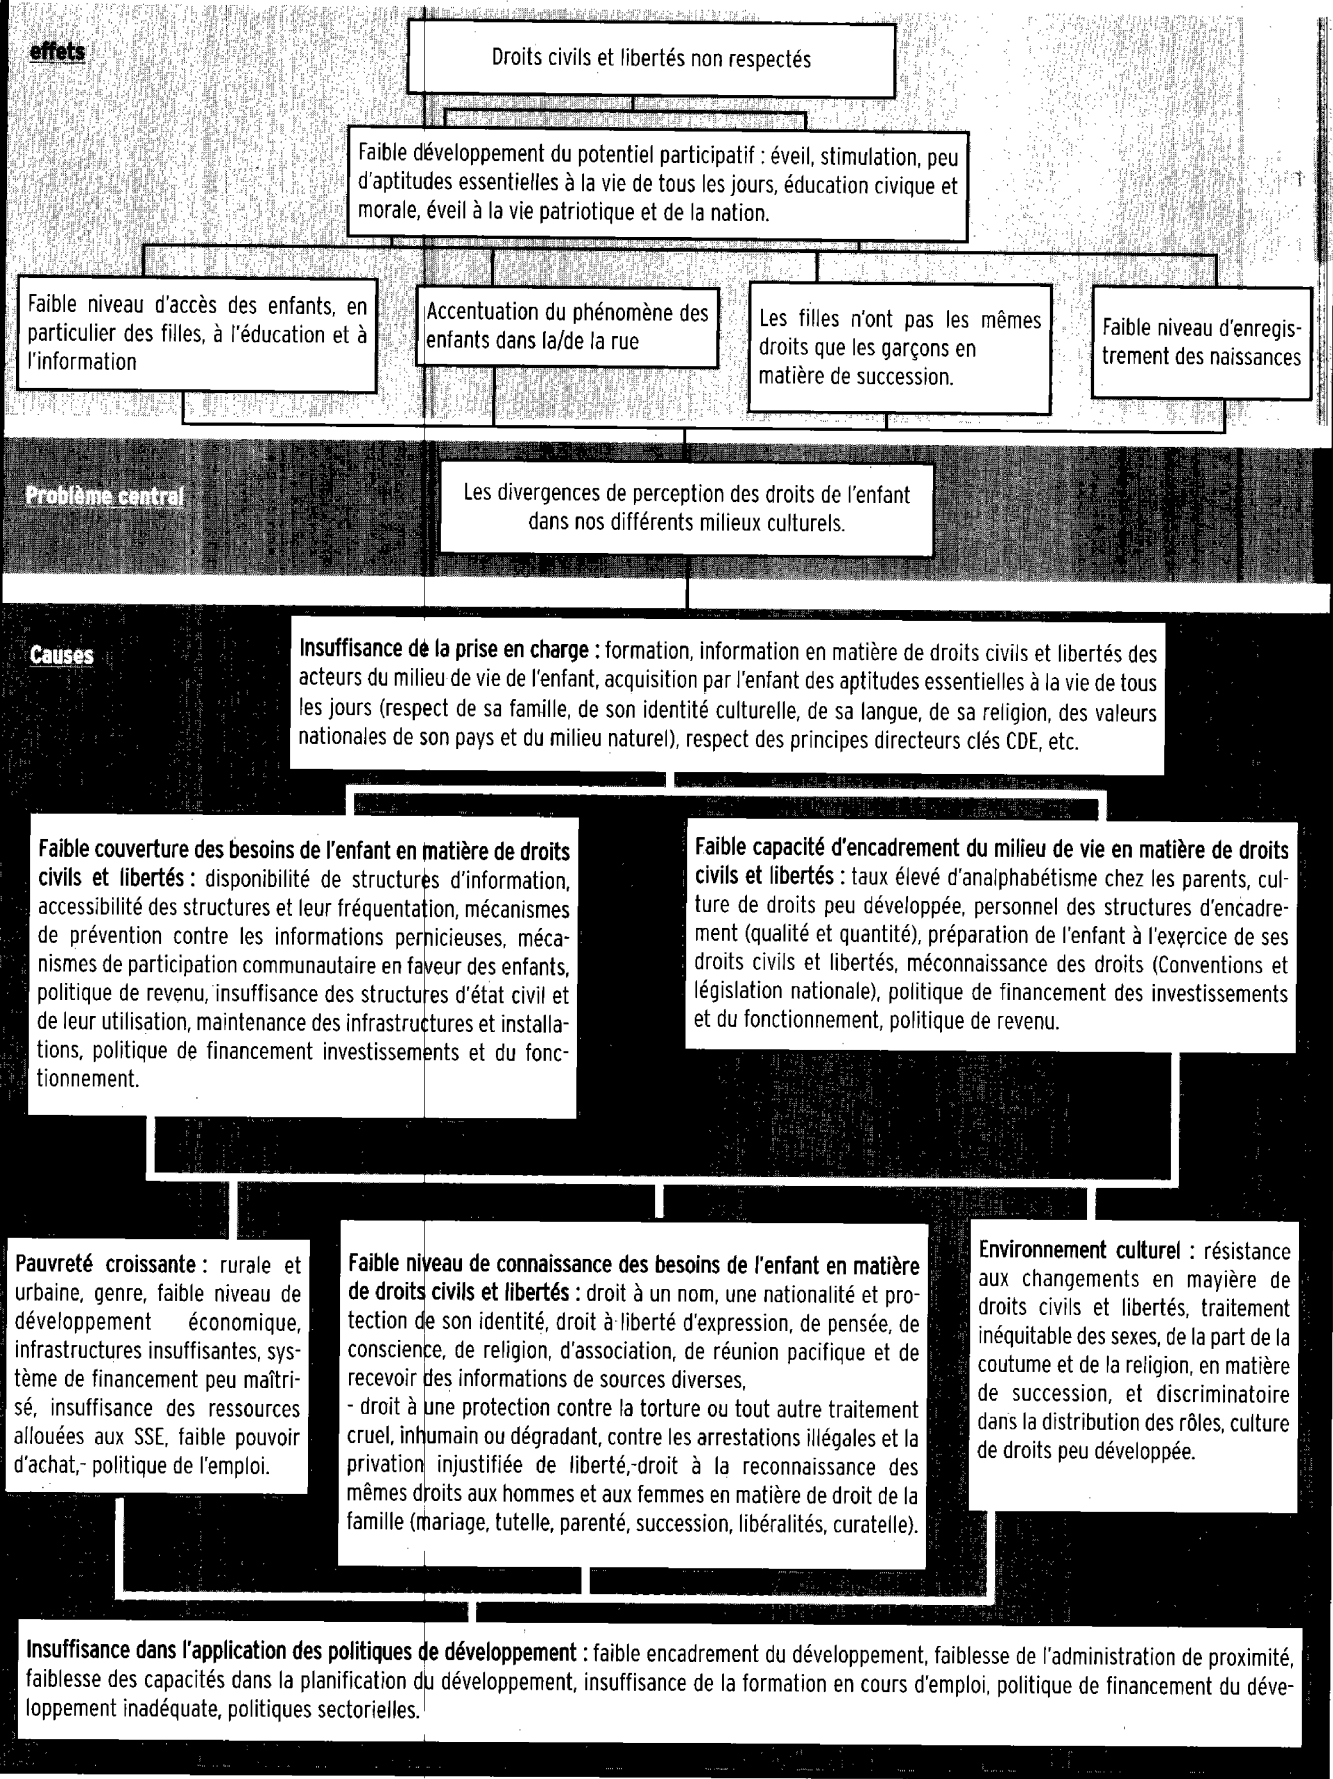 effets
Droits civils et libertés non respectés
Faible développement du potentiel participatif : éveil, stimulation, peu
d'aptitudes essentielles à la vie de tous les jours, éducation civique et
morale, éveil à la vie patriotique et de la nation.
Faible niveau d'accès des enfants, en
particulier des filles, à l'éducation et à
l'information
Accentuation du phénomène des
enfants dans la/de la rue
Les filles n'ont pas les mêmes
droits que les garçons en
matière de succession.
Faible niveau d'enregis-
trement des naissances
Problème central
Les divergences de perception des droits de l'enfant
dans nos différents milieux culturels.
Causes
Insuffisance de la prise en charge : formation, information en matière de droits civils et libertés des
acteurs du milieu de vie de l'enfant, acquisition par l'enfant des aptitudes essentielles à la vie de tous
les jours (respect de sa famille, de son identité culturelle, de sa langue, de sa religion, des valeurs
nationales de son pays et du milieu naturel), respect des principes directeurs clés CDE, etc.
Faible couverture des besoins de l'enfant en matière de droits
civils et libertés : disponibilité de structures d'information,
accessibilité des structures et leur fréquentation, mécanismes
de prévention contre les informations pernicieuses, méca-
nismes de participation communautaire en faveur des enfants,
politique de revenu, insuffisance des structures d'état civil et
de leur utilisation, maintenance des infrastructures et installa-
tions, politique de financement investissements et du fonc-
tionnement.
Faible capacité d'encadrement du milieu de vie en matière de droits
civils et libertés : taux élevé d'analphabétisme chez les parents, cul-
ture de droits peu développée, personnel des structures d'encadre-
ment (qualité et quantité), préparation de l'enfant à l'exerçice de ses
droits civils et libertés, méconnaissance des droits (Conventions et
législation nationale), politique de financement des investissements
et du fonctionnement, politique de revenu.
Pauvreté croissante : rurale et
urbaine, genre, faible niveau de
développement économique,
infrastructures insuffisantes, sys-
tème de financement peu maîtri-
sé, insuffisance des ressources
allouées aux SSE, faible pouvoir
d'achat,- politique de l'emploi.
Faible niveau de connaissance des besoins de l'enfant en matière
de droits civils et libertés : droit à un nom, une nationalité et pro-
tection de son identité, droit à liberté d'expression, de pensée, de
conscience, de religion, d'association, de réunion pacifique et de
recevoir des informations de sources diverses,
- droit à une protection contre la torture ou tout autre traitement
cruel, inhumain ou dégradant, contre les arrestations illégales et la
privation injustifiée de liberté,-droit à la reconnaissance des
mêmes droits aux hommes et aux femmes en matière de droit de la
famille (mariage, tutelle, parenté, succession, libéralités, curatelle).
Environnement culturel : résistance
aux changements en mayière de
droits civils et libertés, traitement
inéquitable des sexes, de la part de la
coutume et de la religion, en matière
de succession, et discriminatoire
dans la distribution des rôles, culture
de droits peu développée.
Insuffisance dans l'application des politiques de développement : faible encadrement du développement, faiblesse de l'administration de proximité,
faiblesse des capacités dans la planification du développement, insuffisance de la formation en cours d'emploi, politique de financement du déve-
loppement inadéquate, politiques sectorielles.